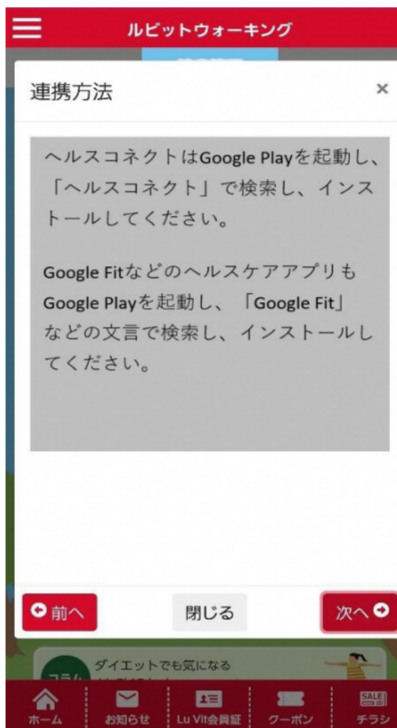 ルビットウォーキング
連携方法
×
ヘルスコネクトはGoogle Playを起動し、
「ヘルスコネクト」で検索し、インス
トールしてください。
Google Fitなどのヘルスケアアプリも
Google Playを起動し、「Google Fit」
などの文言で検索し、インストールし
てください。
前へ
閉じる
次へ
コラム
ダイエットでも気になる
SALE
ホーム
お知らせ
Lu Vit会員証
クーポン
チラシ